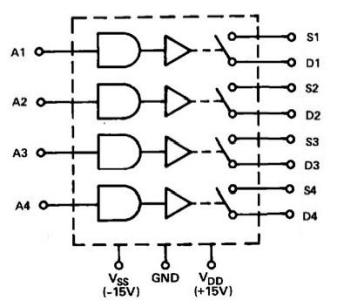 A1 S1
D1
A2 S2
D2
A3 S3
D3
A4 S4
D4
VSS GND VDD
(-15V) (+15V)